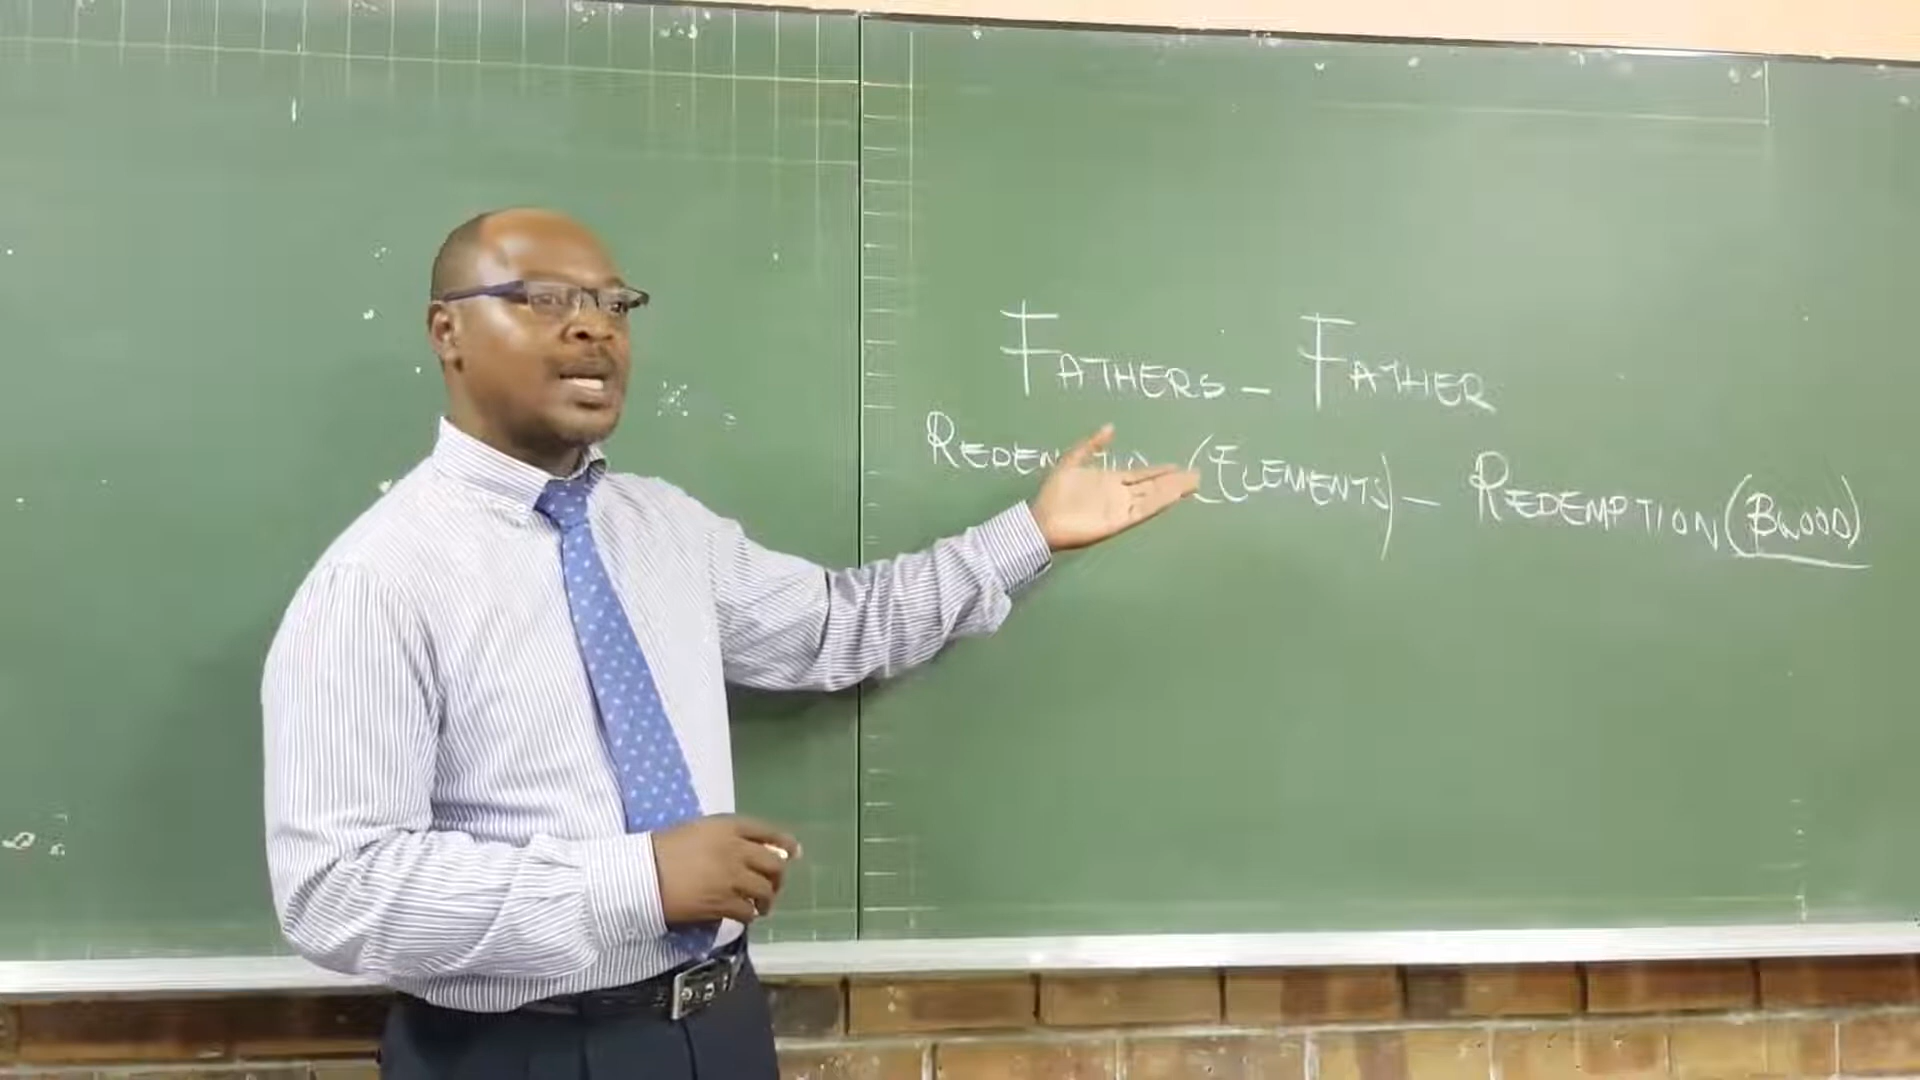 FATHERS - FATHER
(ELEMENTS) - REDEMPTION (BLOOD)